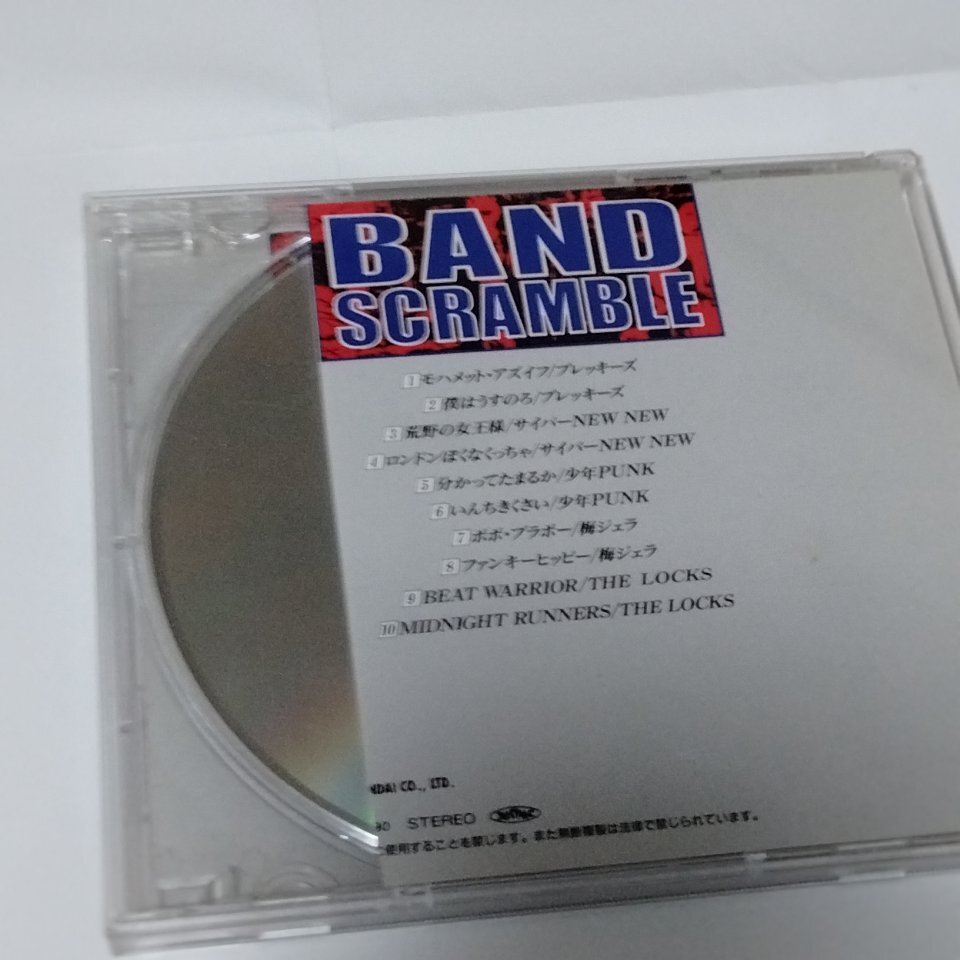 BAND
SCRAMBLE
1 モハメット・アズイフ/ブレッキーズ
2 僕はうすのろ/ブレッキーズ
3 荒野の女王様/サイバーNEW NEW
4 ロンドンぽくなくっちゃ/サイバーNEW NEW
5 分かってたまるか/少年PUNK
6 いんちきくさい/少年PUNK
7 ボボ・ブラボー/梅ジェラ
8 ファンキーヒッピー/梅ジェラ
9 BEAT WARRIOR/THE LOCKS
10 MIDNIGHT RUNNERS/THE LOCKS
NDAI CO., LTD.
90 STEREO
使用することを禁じます。また無断複製は法律で禁じられています。